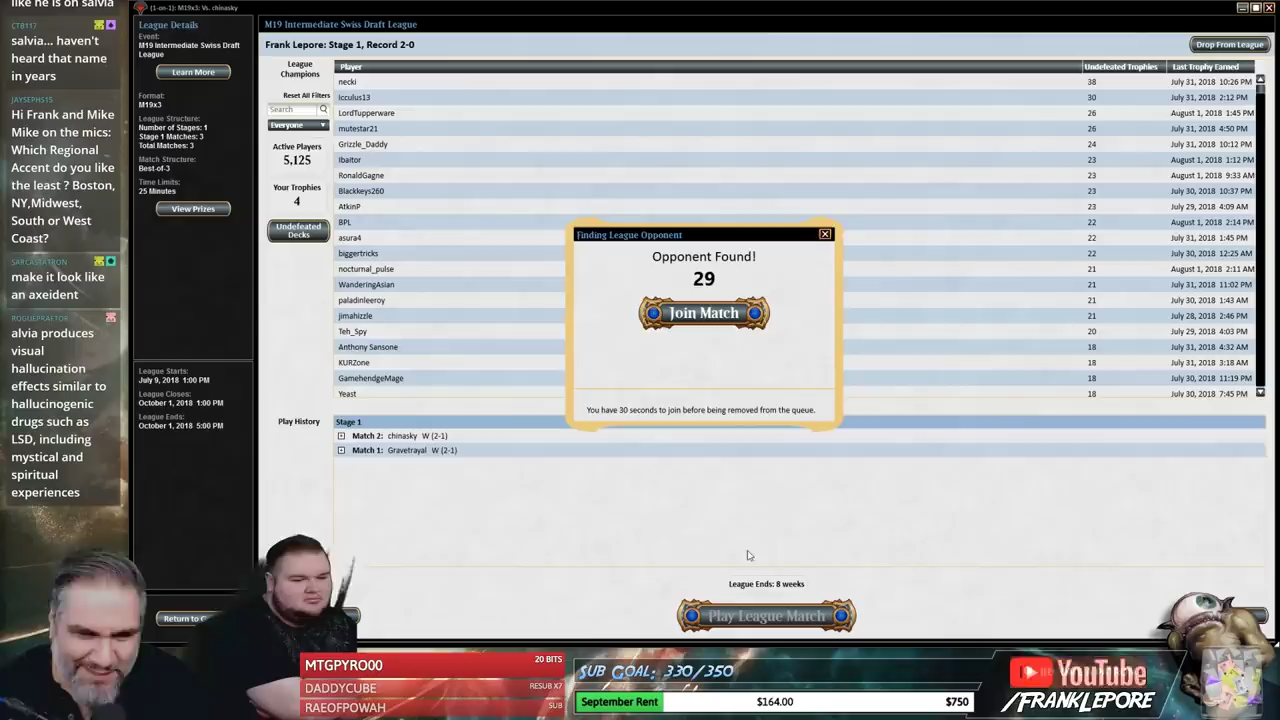 like he is on salvia
CTB117
salvia... haven't
heard that name
in years
JAYSEPHS15
Hi Frank and Mike
Mike on the mics:
Which Regional
Accent do you like
the least ? Boston,
NY,Midwest,
South or West
Coast?
SARCASTATRON
make it look like
an axeident
ROGUEPRAETOR
alvia produces
visual
hallucination
effects similar to
hallucinogenic
drugs such as
LSD, including
mystical and
spiritual
experiences
(1-on-1): M19x3: Vs. chinasky
League Details
Event:
M19 Intermediate Swiss Draft
League
Learn More
Format:
M19x3
League Structure:
Number of Stages: 1
Stage 1 Matches: 3
Total Matches: 3
Match Structure:
Best-of-3
Time Limits:
25 Minutes
View Prizes
League Starts:
July 9, 2018 1:00 PM
League Closes:
October 1, 2018 1:00 PM
League Ends:
October 1, 2018 5:00 PM
M19 Intermediate Swiss Draft League
Frank Lepore: Stage 1, Record 2-0
Drop From League
League
Champions
Reset All Filters
Search
Everyone
Active Players
5,125
Your Trophies
4
Undefeated
Decks
Player Undefeated Trophies Last Trophy Earned
necki 38 July 31, 2018 10:26 PM
Icculus13 30 July 31, 2018 2:12 PM
LordTupperware 26 August 1, 2018 1:45 PM
mutestar21 26 July 31, 2018 4:50 PM
Grizzle_Daddy 24 July 31, 2018 10:12 PM
Ibaitor 23 August 1, 2018 1:12 PM
RonaldGagne 23 August 1, 2018 9:33 AM
Blackkeys260 23 July 30, 2018 10:37 PM
AtkinP 23 July 29, 2018 4:09 AM
BPL 22 August 1, 2018 2:14 PM
asura4 22 July 31, 2018 1:45 PM
biggertricks 22 July 30, 2018 12:25 AM
nocturnal_pulse 21 August 1, 2018 2:11 AM
WanderingAsian 21 July 31, 2018 11:02 PM
paladinleeroy 21 July 30, 2018 1:43 AM
jimahizzle 21 July 28, 2018 2:46 PM
Teh_Spy 20 July 29, 2018 4:03 PM
Anthony Sansone 18 July 31, 2018 4:32 AM
KURZone 18 July 31, 2018 3:18 AM
GamehendgeMage 18 July 30, 2018 11:19 PM
Yeast 18 July 30, 2018 7:45 PM
Finding League Opponent
Opponent Found!
29
Join Match
You have 30 seconds to join before being removed from the queue.
Play History
Stage 1
Match 2: chinasky W (2-1)
Match 1: Gravetrayal W (2-1)
League Ends: 8 weeks
Play League Match
Return to
MTGPYRO00 20 BITS
DADDYCUBE RESUB X7
RAEOFPOWAH SUB
SUB GOAL: 330/350
September Rent $164.00 $750
YouTube
/FRANKLEPORE